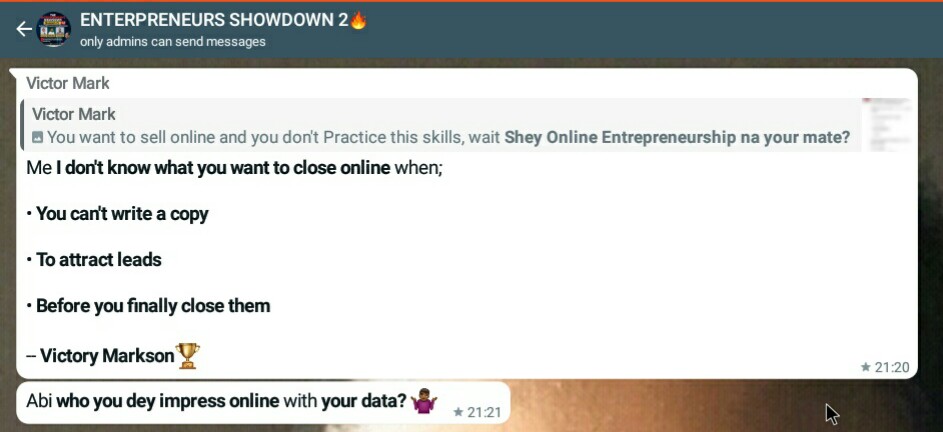 ENTERPRENEURS SHOWDOWN 2🔥
only admins can send messages
Victor Mark
Victor Mark
You want to sell online and you don't Practice this skills, wait Shey Online Entrepreneurship na your mate?
Me I don't know what you want to close online when;
• You can't write a copy
• To attract leads
• Before you finally close them
-- Victory Markson🏆
★ 21:20
Abi who you dey impress online with your data? 🤷🏾‍♂️
★ 21:21